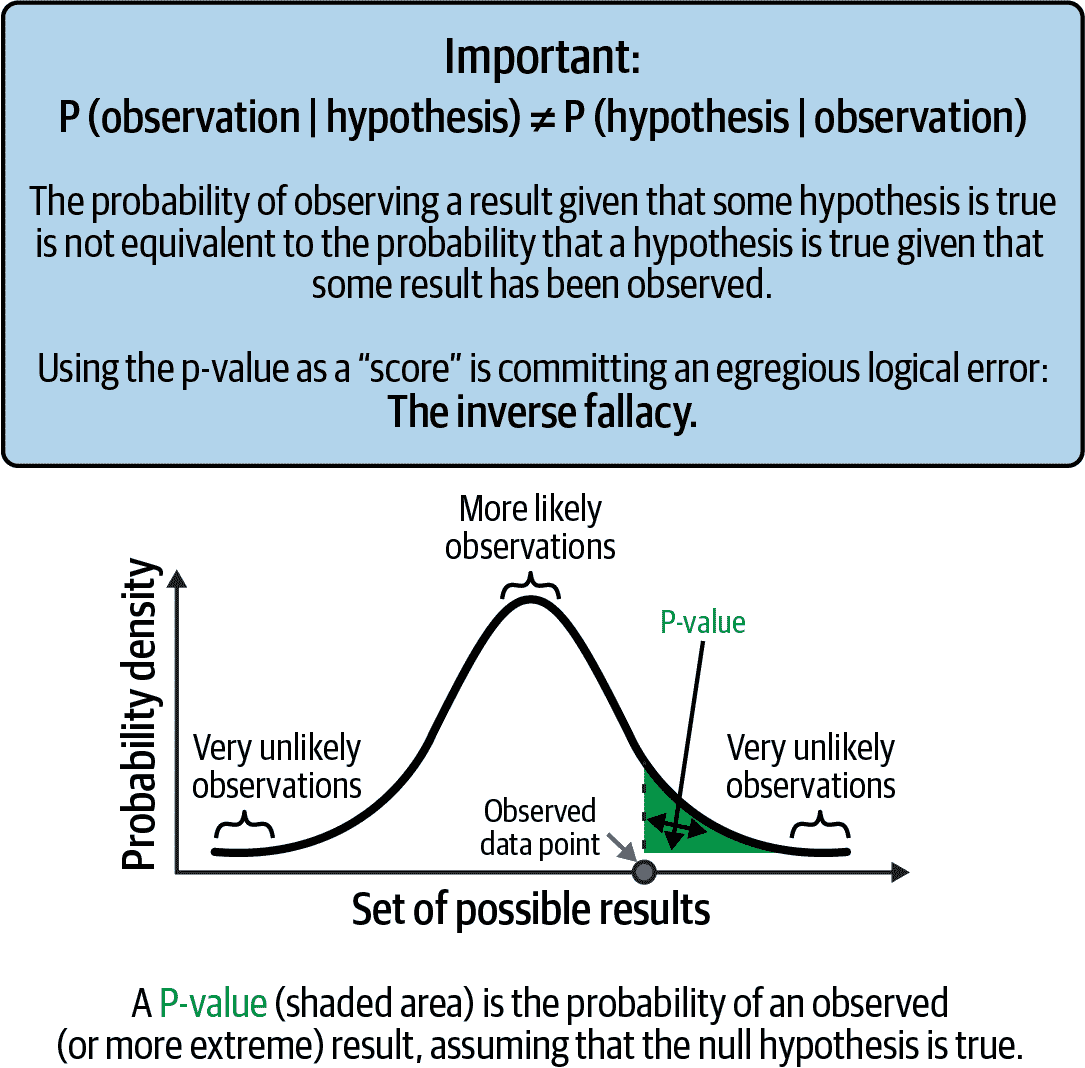 Important:
P (observation | hypothesis) ≠ P (hypothesis | observation)
The probability of observing a result given that some hypothesis is true
is not equivalent to the probability that a hypothesis is true given that
some result has been observed.
Using the p-value as a “score” is committing an egregious logical error:
The inverse fallacy.
More likely
observations
P-value
Probability density
Very unlikely
observations
Very unlikely
observations
Observed
data point
Set of possible results
A P-value (shaded area) is the probability of an observed
(or more extreme) result, assuming that the null hypothesis is true.